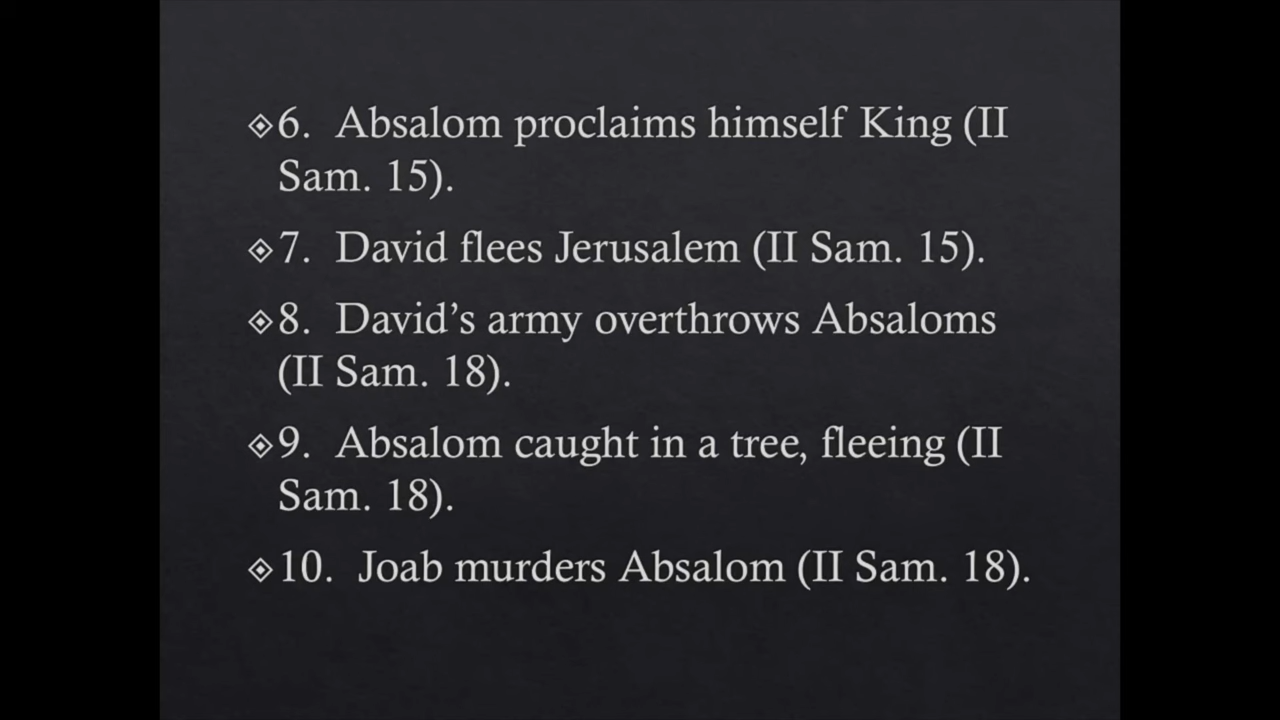 6. Absalom proclaims himself King (II
Sam. 15).
7. David flees Jerusalem (II Sam. 15).
8. David’s army overthrows Absaloms
(II Sam. 18).
9. Absalom caught in a tree, fleeing (II
Sam. 18).
10. Joab murders Absalom (II Sam. 18).